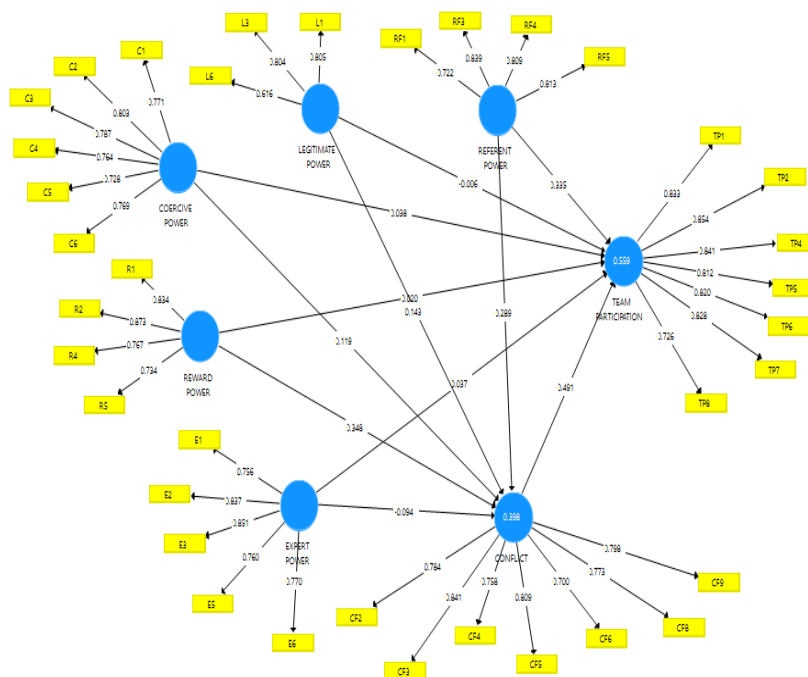 L3
L1
RF3
RF4
RF1
RF5
C1
C2
C3
C4
C5
C6
L6
0.804
0.805
0.616
0.839
0.809
0.722
0.813
0.771
0.803
0.787
0.764
0.728
0.769
LEGITIMATE
POWER
REFERENT
POWER
COERCIVE
POWER
-0.006
0.335
0.038
TP1
TP2
TP4
TP5
TP6
TP7
TP8
0.833
0.854
0.841
0.812
0.820
0.828
0.726
0.559
TEAM
PARTICIPATION
R1
R2
R4
R5
0.834
0.873
0.767
0.734
REWARD
POWER
0.020
0.143
0.289
0.119
0.037
0.348
0.481
E1
E2
E3
E5
E6
0.756
0.837
0.851
0.760
0.770
EXPERT
POWER
-0.094
0.398
CONFLICT
0.784
0.841
0.758
0.809
0.700
0.773
0.798
CF2
CF3
CF4
CF5
CF6
CF8
CF9